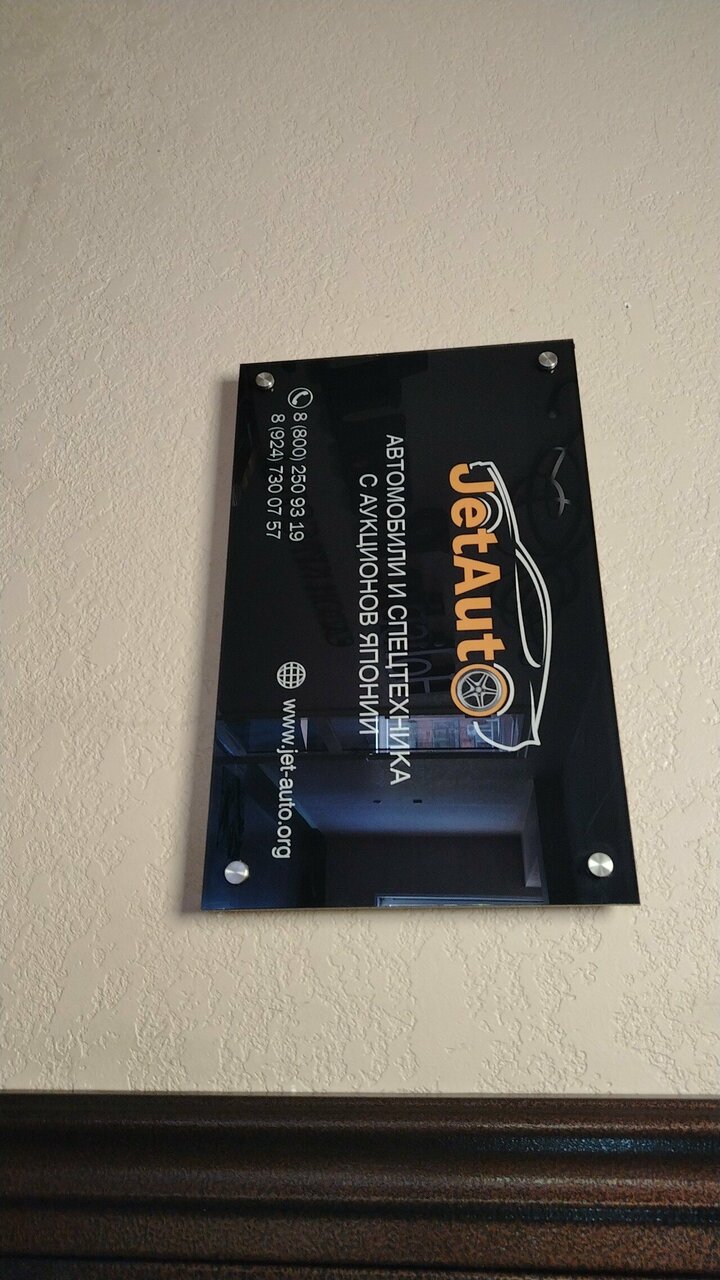 JetAuto
АВТОМОБИЛИ И СПЕЦТЕХНИКА
С АУКЦИОНОВ ЯПОНИИ
8 (800) 250 93 19
8 (924) 730 07 57
www.jet-auto.org